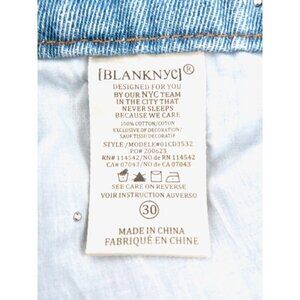 [BLANKNYC]®
DESIGNED FOR YOU
BY OUR NYC TEAM
IN THE CITY THAT
NEVER SLEEPS
BECAUSE WE CARE
100% COTTON/COTON
EXCLUSIVE OF DECORATION/
SAUF TISSU DECORATIF
STYLE/MODELE#01CD3532
PO# 200623
RN# 114542/NO de RN 114542
CA# 07043/NO de CA 07043
SEE CARE ON REVERSE
VOIR INSTRUCTION AUVERSO
30
MADE IN CHINA
FABRIQUÉ EN CHINE